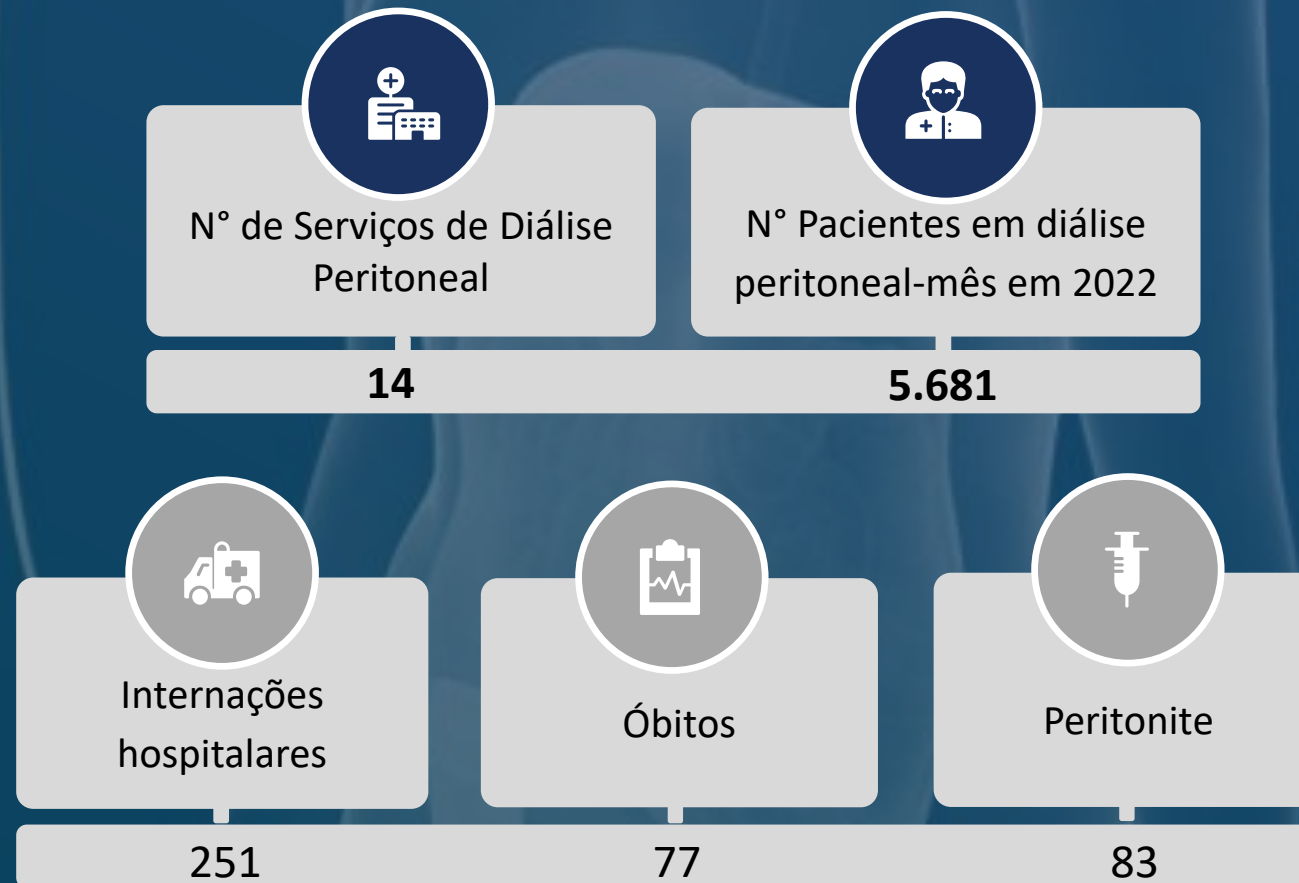 N° de Serviços de Diálise
Peritoneal
N° Pacientes em diálise
peritoneal-mês em 2022
14
5.681
Internações
hospitalares
Óbitos
Peritonite
251
77
83